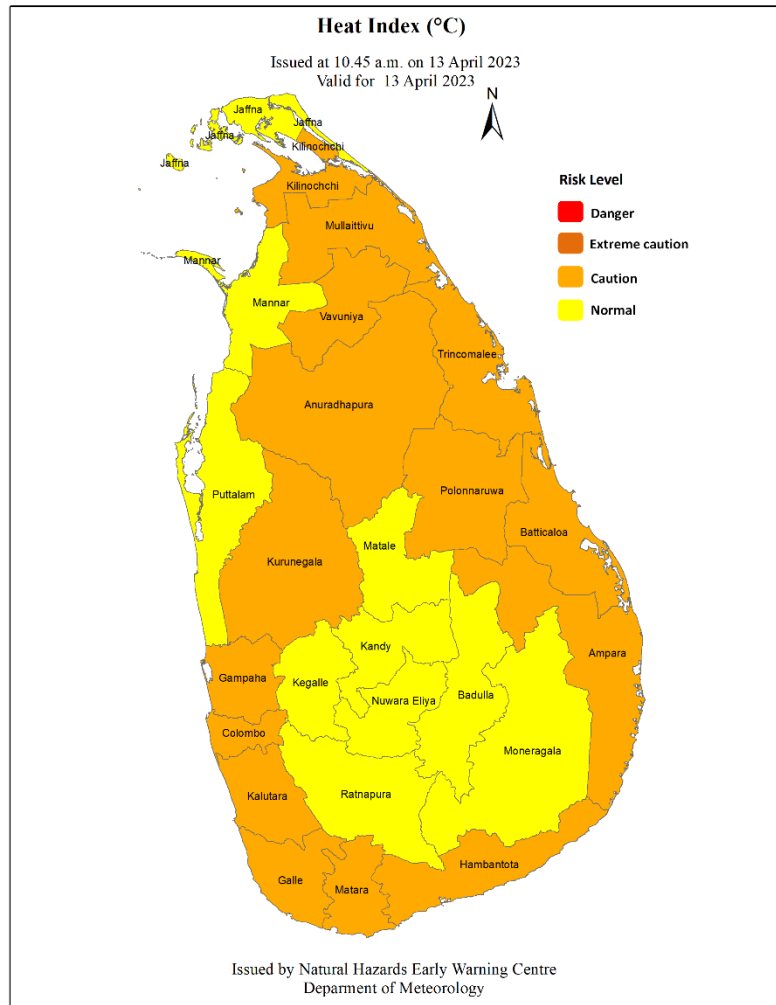 Heat Index (°C)
Issued at 10.45 a.m. on 13 April 2023
Valid for 13 April 2023
N
Jaffna
Jaffna
Jaffna
Kilinochchi
Jaffna
Kilinochchi
Risk Level
Danger
Extreme caution
Caution
Normal
Mullaittivu
Mannar
Mannar
Vavuniya
Trincomalee
Anuradhapura
Puttalam
Polonnaruwa
Batticaloa
Matale
Kurunegala
Kandy
Ampara
Gampaha
Kegalle
Nuwara Eliya
Badulla
Colombo
Moneragala
Kalutara
Ratnapura
Hambantota
Galle
Matara
Issued by Natural Hazards Early Warning Centre
Deparment of Meteorology